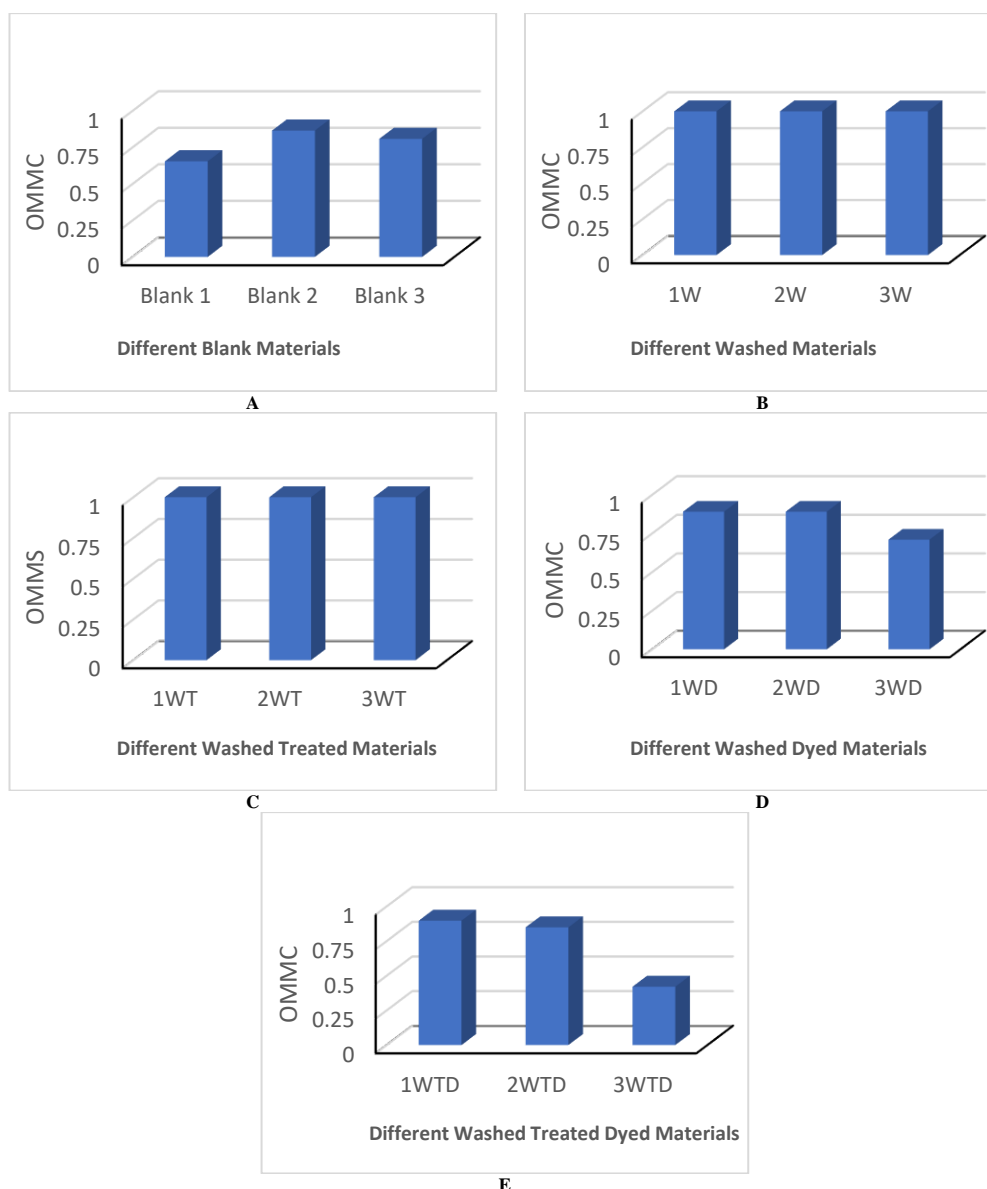 OMMC
1
0.75
0.5
0.25
0
Blank 1 Blank 2 Blank 3
Different Blank Materials
A
OMMC
1
0.75
0.5
0.25
0
1W 2W 3W
Different Washed Materials
B
OMMS
1
0.75
0.5
0.25
0
1WT 2WT 3WT
Different Washed Treated Materials
C
OMMC
1
0.75
0.5
0.25
0
1WD 2WD 3WD
Different Washed Dyed Materials
D
OMMC
1
0.75
0.5
0.25
0
1WTD 2WTD 3WTD
Different Washed Treated Dyed Materials
E